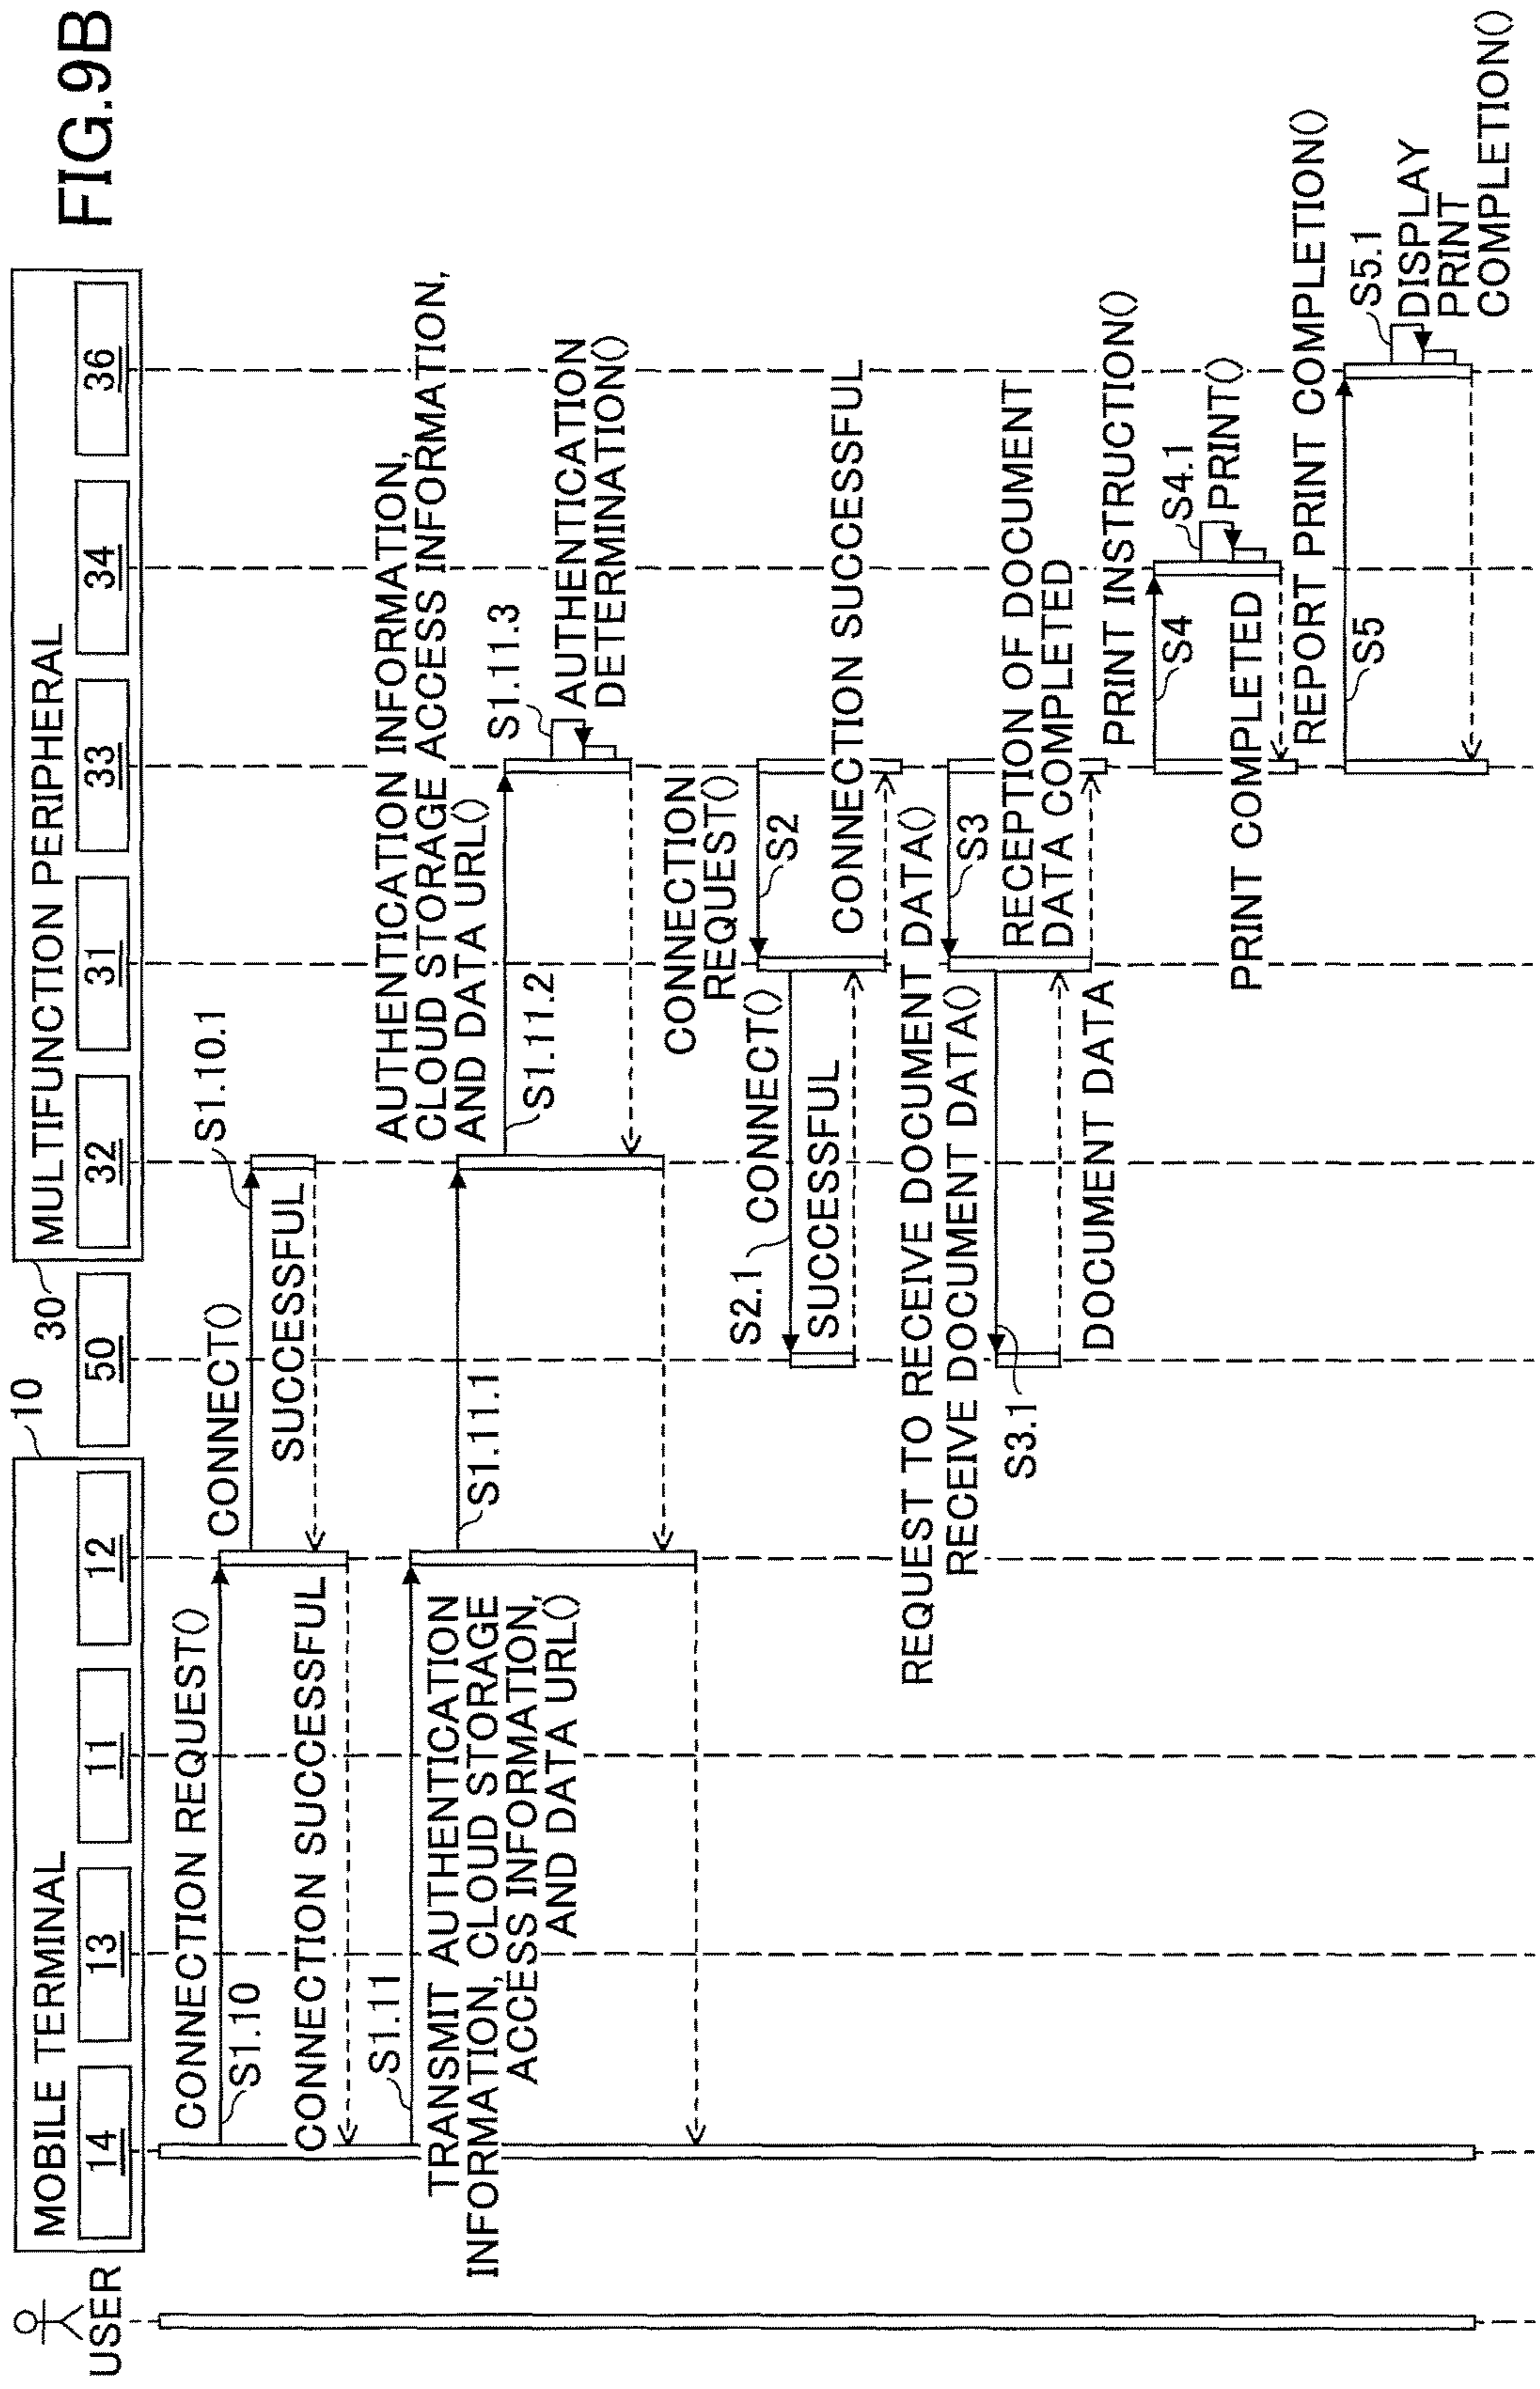 FIG.9B
10
30
MOBILE TERMINAL
MULTIFUNCTION PERIPHERAL
USER
14
13
11
12
50
32
31
33
34
36
CONNECTION REQUEST()
S1.10
CONNECT()
S1.10.1
SUCCESSFUL
CONNECTION SUCCESSFUL
S1.11
TRANSMIT AUTHENTICATION
INFORMATION, CLOUD STORAGE
ACCESS INFORMATION,
AND DATA URL()
S1.11.1
AUTHENTICATION INFORMATION,
CLOUD STORAGE ACCESS INFORMATION,
AND DATA URL()
S1.11.2
S1.11.3
AUTHENTICATION
DETERMINATION()
CONNECTION
REQUEST()
S2
S2.1
CONNECT()
SUCCESSFUL
CONNECTION SUCCESSFUL
REQUEST TO RECEIVE DOCUMENT DATA()
S3
RECEIVE DOCUMENT DATA()
S3.1
RECEPTION OF DOCUMENT
DATA COMPLETED
DOCUMENT DATA
PRINT INSTRUCTION()
S4
S4.1
PRINT()
PRINT COMPLETED
REPORT PRINT COMPLETION()
S5
S5.1
DISPLAY
PRINT
COMPLETION()